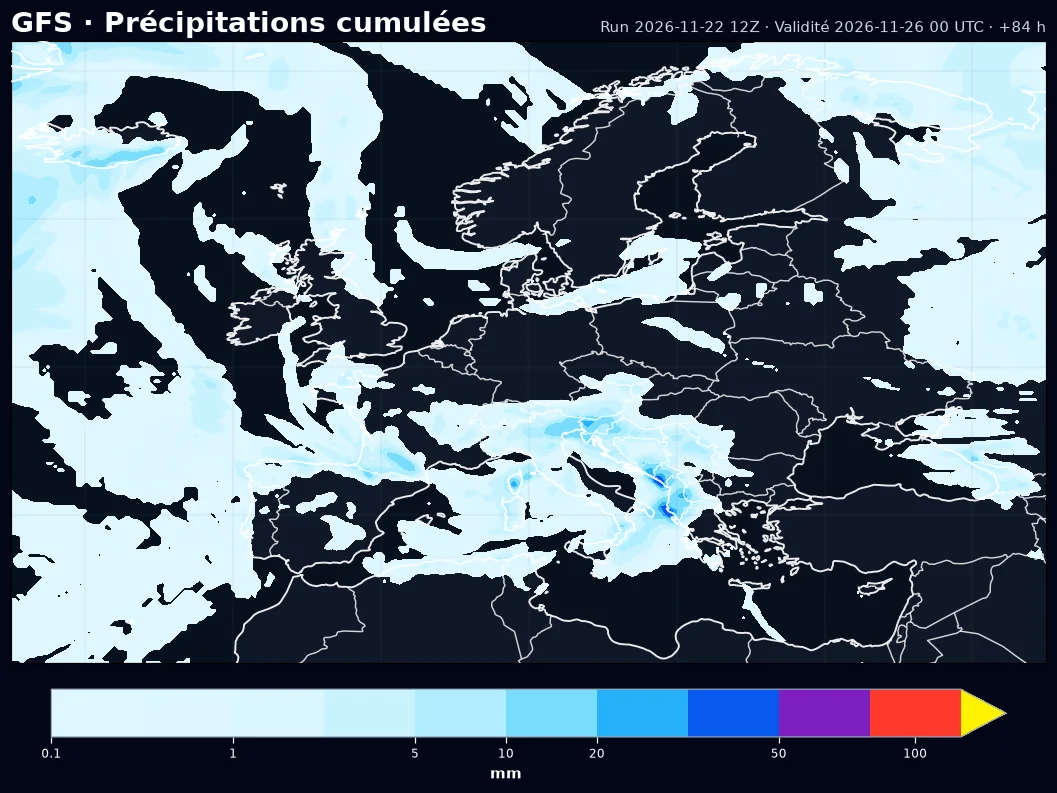 GFS · Précipitations cumulées
Run 2026-11-22 12Z · Validité 2026-11-26 00 UTC · +84 h
0.1 1 5 10 20 50 100
mm